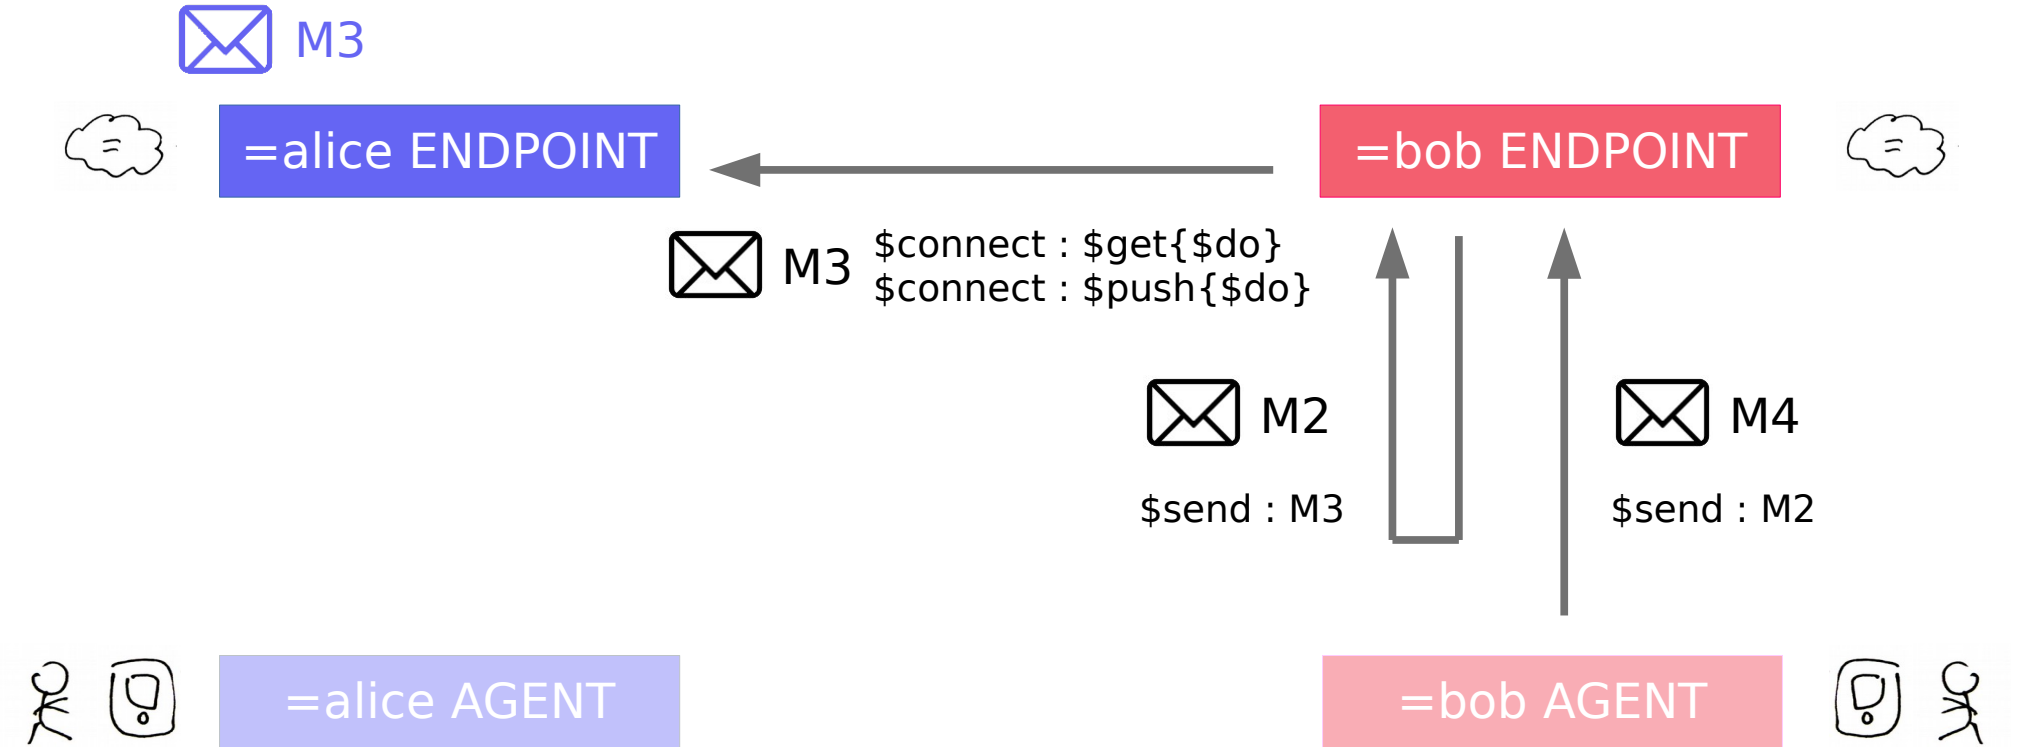 M3
=alice ENDPOINT
=bob ENDPOINT
M3
$connect : $get{$do}
$connect : $push{$do}
M2
M4
$send : M3
$send : M2
=alice AGENT
=bob AGENT